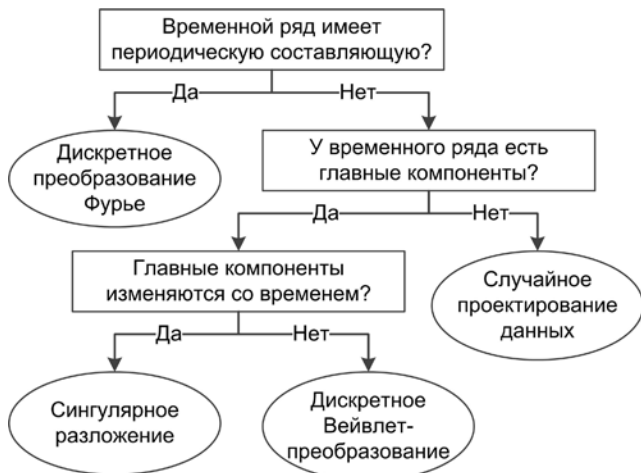 Временной ряд имеет
периодическую составляющую?
Да
Нет
Дискретное
преобразование
Фурье
У временного ряда есть
главные компоненты?
Да
Нет
Главные компоненты
изменяются со временем?
Случайное
проектирование
данных
Да
Нет
Сингулярное
разложение
Дискретное
Вейвлет-
преобразование